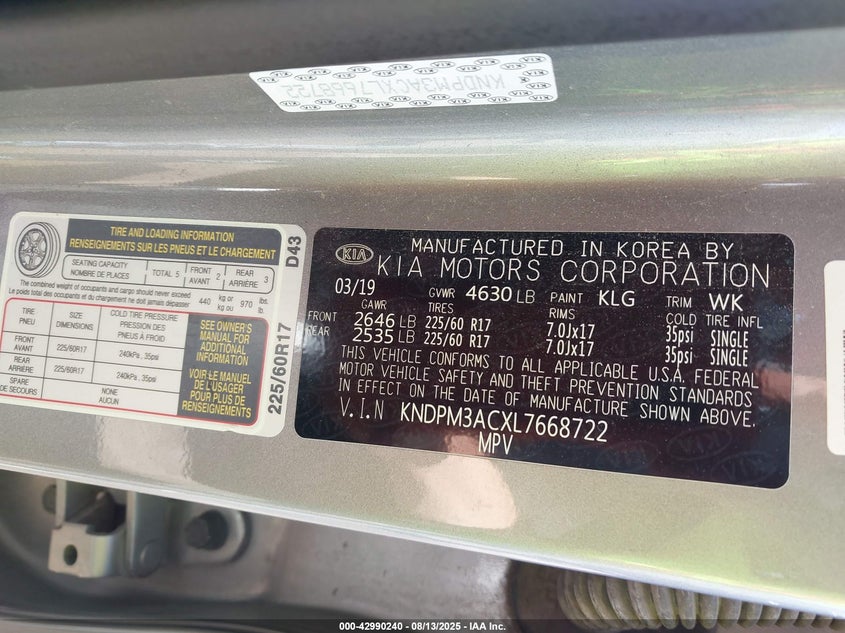 KNDPM3ACXL7668722
TIRE AND LOADING INFORMATION
RENSEIGNEMENTS SUR LES PNEUS ET LE CHARGEMENT
SEATING CAPACITY
NOMBRE DE PLACES
TOTAL 5
FRONT
AVANT 2
REAR
ARRIÈRE 3
The combined weight of occupants and cargo should never exceed
Le poids total des occupants et du chargement ne doit jamais dépasser
440 kg or
kg ou 970 lbs.
lb.
TIRE
PNEU
SIZE
DIMENSIONS
COLD TIRE PRESSURE
PRESSION DES
PNEUS À FROID
FRONT
AVANT
225/60R17
240kPa, 35psi
REAR
ARRIÈRE
225/60R17
240kPa, 35psi
SPARE
DE SECOURS
NONE
AUCUN
SEE OWNER'S
MANUAL FOR
ADDITIONAL
INFORMATION
VOIR LE MANUEL
DE L'USAGER
POUR PLUS DE
RENSEIGNEMENTS
225/60R17 D43
KIA
MANUFACTURED IN KOREA BY
KIA MOTORS CORPORATION
03/19 GVWR 4630 LB PAINT KLG TRIM WK
GAWR TIRES RIMS COLD TIRE INFL
FRONT 2646 LB 225/60 R17 7.0Jx17 35psi SINGLE
REAR 2535 LB 225/60 R17 7.0Jx17 35psi SINGLE
THIS VEHICLE CONFORMS TO ALL APPLICABLE U.S.A. FEDERAL
MOTOR VEHICLE SAFETY AND THEFT PREVENTION STANDARDS
IN EFFECT ON THE DATE OF MANUFACTURE SHOWN ABOVE.
V.I.N KNDPM3ACXL7668722
MPV
000-42990240 - 08/13/2025 - IAA Inc.